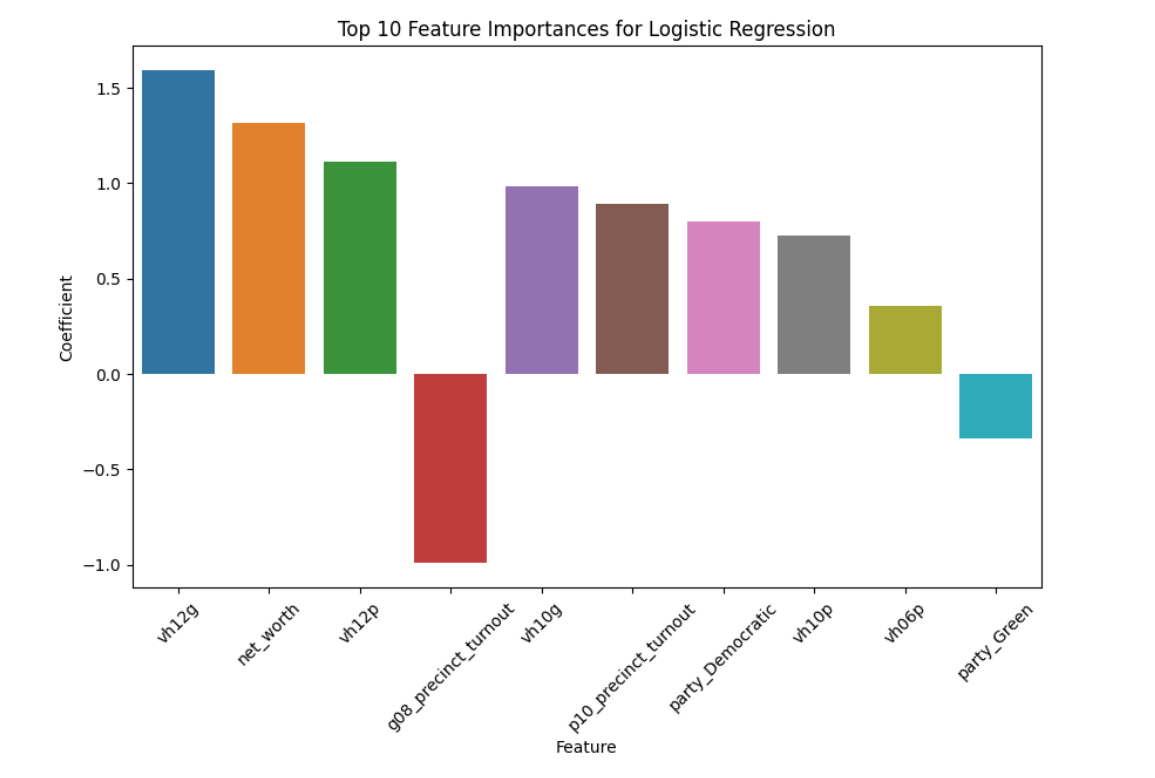 Top 10 Feature Importances for Logistic Regression
Coefficient
1.5
1.0
0.5
0.0
−0.5
−1.0
vh12g
net_worth
vh12p
g08_precinct_turnout
vh10g
p10_precinct_turnout
party_Democratic
vh10p
vh06p
party_Green
Feature